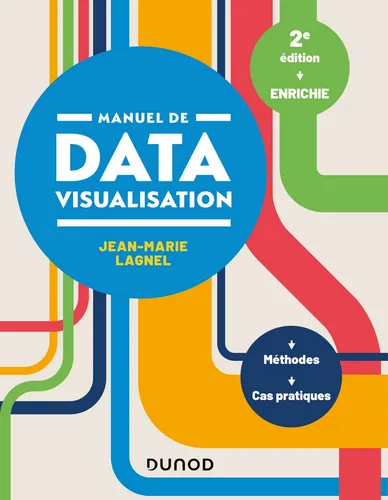 2e
édition
ENRICHIE
MANUEL DE
DATA
VISUALISATION
JEAN-MARIE
LAGNEL
Méthodes
Cas pratiques
DUNOD